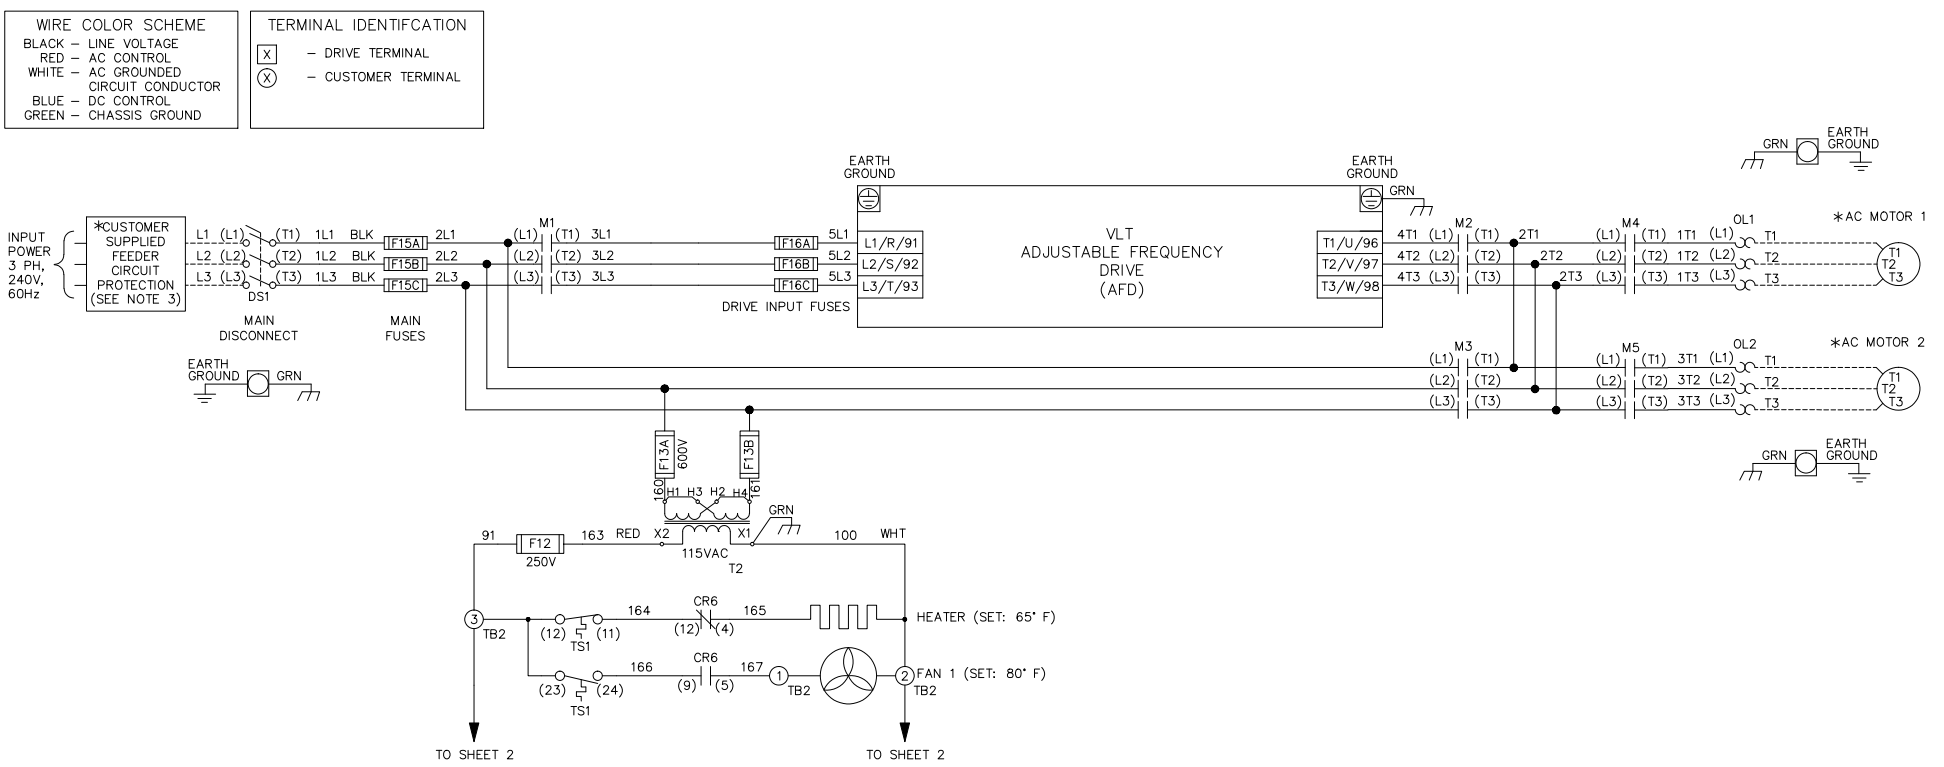 WIRE COLOR SCHEME
BLACK – LINE VOLTAGE
RED – AC CONTROL
WHITE – AC GROUNDED
CIRCUIT CONDUCTOR
BLUE – DC CONTROL
GREEN – CHASSIS GROUND
TERMINAL IDENTIFCATION
X – DRIVE TERMINAL
X – CUSTOMER TERMINAL
INPUT
POWER
3 PH,
240V,
60Hz
*CUSTOMER
SUPPLIED
FEEDER
CIRCUIT
PROTECTION
(SEE NOTE 3)
L1 (L1) (T1) 1L1 BLK F15A 2L1
L2 (L2) (T2) 1L2 BLK F15B 2L2
L3 (L3) (T3) 1L3 BLK F15C 2L3
DS1
MAIN
DISCONNECT
MAIN
FUSES
EARTH
GROUND GRN
M1
(L1) (T1) 3L1 F16A 5L1
(L2) (T2) 3L2 F16B 5L2
(L3) (T3) 3L3 F16C 5L3
DRIVE INPUT FUSES
EARTH
GROUND
L1/R/91
L2/S/92
L3/T/93
VLT
ADJUSTABLE FREQUENCY
DRIVE
(AFD)
EARTH
GROUND
GRN
T1/U/96
T2/V/97
T3/W/98
M2
4T1 (L1) (T1) 2T1
4T2 (L2) (T2) 2T2
4T3 (L3) (T3) 2T3
M4 OL1
(L1) (T1) 1T1 (L1) T1
(L2) (T2) 1T2 (L2) T2
(L3) (T3) 1T3 (L3) T3
GRN EARTH
GROUND
*AC MOTOR 1
T1
T2
T3
M3
(L1) (T1)
(L2) (T2)
(L3) (T3)
M5 OL2
(L1) (T1) 3T1 (L1) T1
(L2) (T2) 3T2 (L2) T2
(L3) (T3) 3T3 (L3) T3
*AC MOTOR 2
T1
T2
T3
GRN EARTH
GROUND
F13A
600V
F13B
160
161
H1 H3 H2 H4
GRN
91 F12 163 RED X2 X1 100 WHT
250V
115VAC
T2
3
TB2
(12) (11) 164 CR6 165
TS1
(12) (4)
HEATER (SET: 65° F)
(23) (24) 166 CR6 167 1
TS1
(9) (5)
TB2
2 FAN 1 (SET: 80° F)
TB2
TO SHEET 2
TO SHEET 2